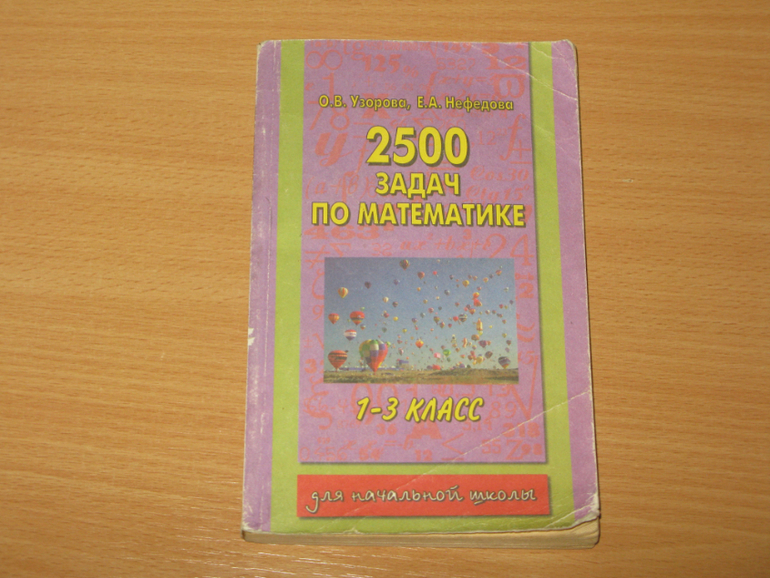 О.В. Узорова, Е.А. Нефедова
2500
ЗАДАЧ
ПО МАТЕМАТИКЕ
1-3 КЛАСС
для начальной школы